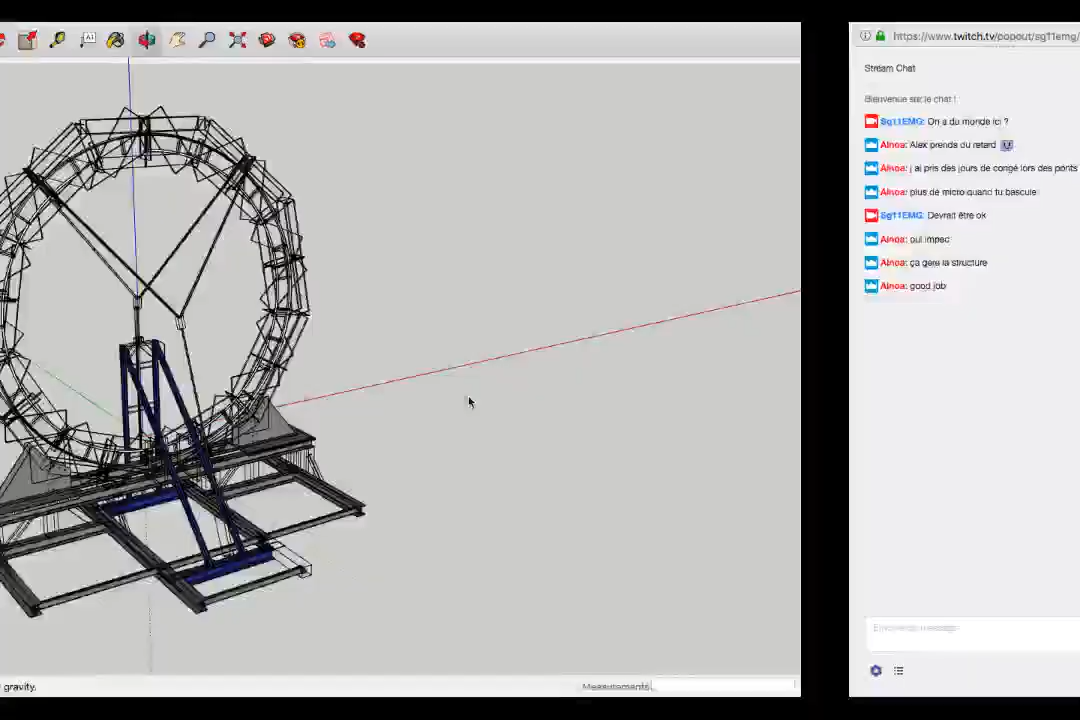 gravity.
Measurements
https://www.twitch.tv/popout/sg11emg/
Stream Chat
Bienvenue sur le chat !
Sg11EMG: On a du monde ici ?
Ainoa: Alex prends du retard
Ainoa: j ai pris des jours de congé lors des ponts
Ainoa: plus de micro quand tu bascule
Sg11EMG: Devrait être ok
Ainoa: oui impec
Ainoa: ça gere la structure
Ainoa: good job
message